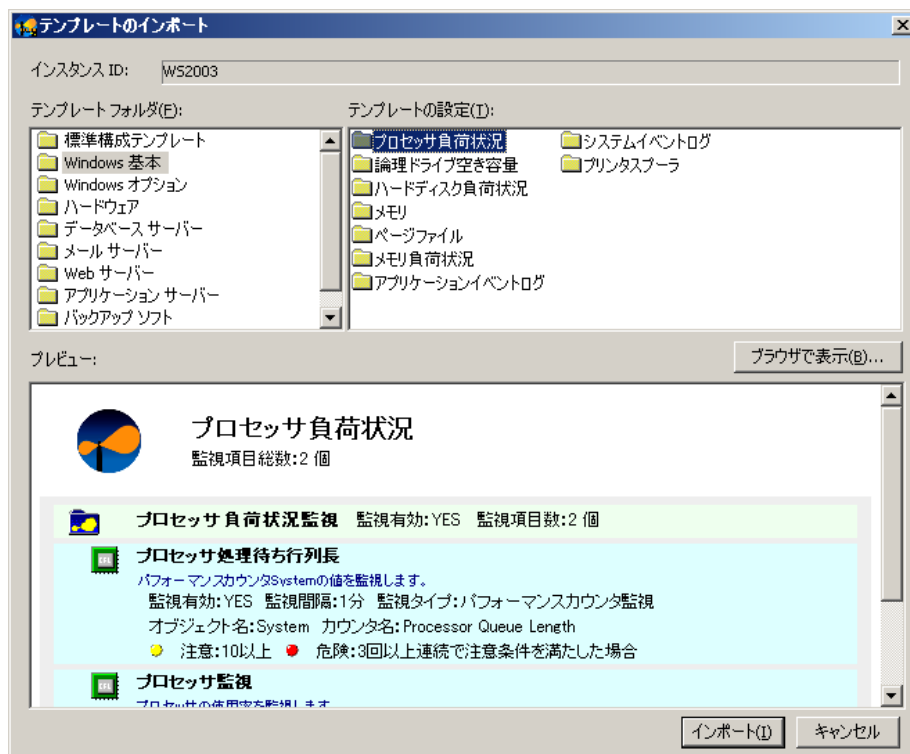 テンプレートのインポート
インスタンス ID: WS2003
テンプレート フォルダ(F):
標準構成テンプレート
Windows 基本
Windows オプション
ハードウェア
データベース サーバー
メール サーバー
Web サーバー
アプリケーション サーバー
バックアップ ソフト
テンプレートの設定(T):
プロセッサ負荷状況
論理ドライブ空き容量
ハードディスク負荷状況
メモリ
ページファイル
メモリ負荷状況
アプリケーションイベントログ
システムイベントログ
プリンタスプーラ
プレビュー:
ブラウザで表示(B)...
プロセッサ負荷状況
監視項目総数:2 個
プロセッサ負荷状況監視 監視有効:YES 監視項目数:2 個
プロセッサ処理待ち行列長
パフォーマンスカウンタSystemの値を監視します。
監視有効:YES 監視間隔:1分 監視タイプ:パフォーマンスカウンタ監視
オブジェクト名:System カウンタ名:Processor Queue Length
注意:10以上 危険:3回以上連続で注意条件を満たした場合
プロセッサ監視
プロセッサの使用率を監視します
インポート(I)
キャンセル